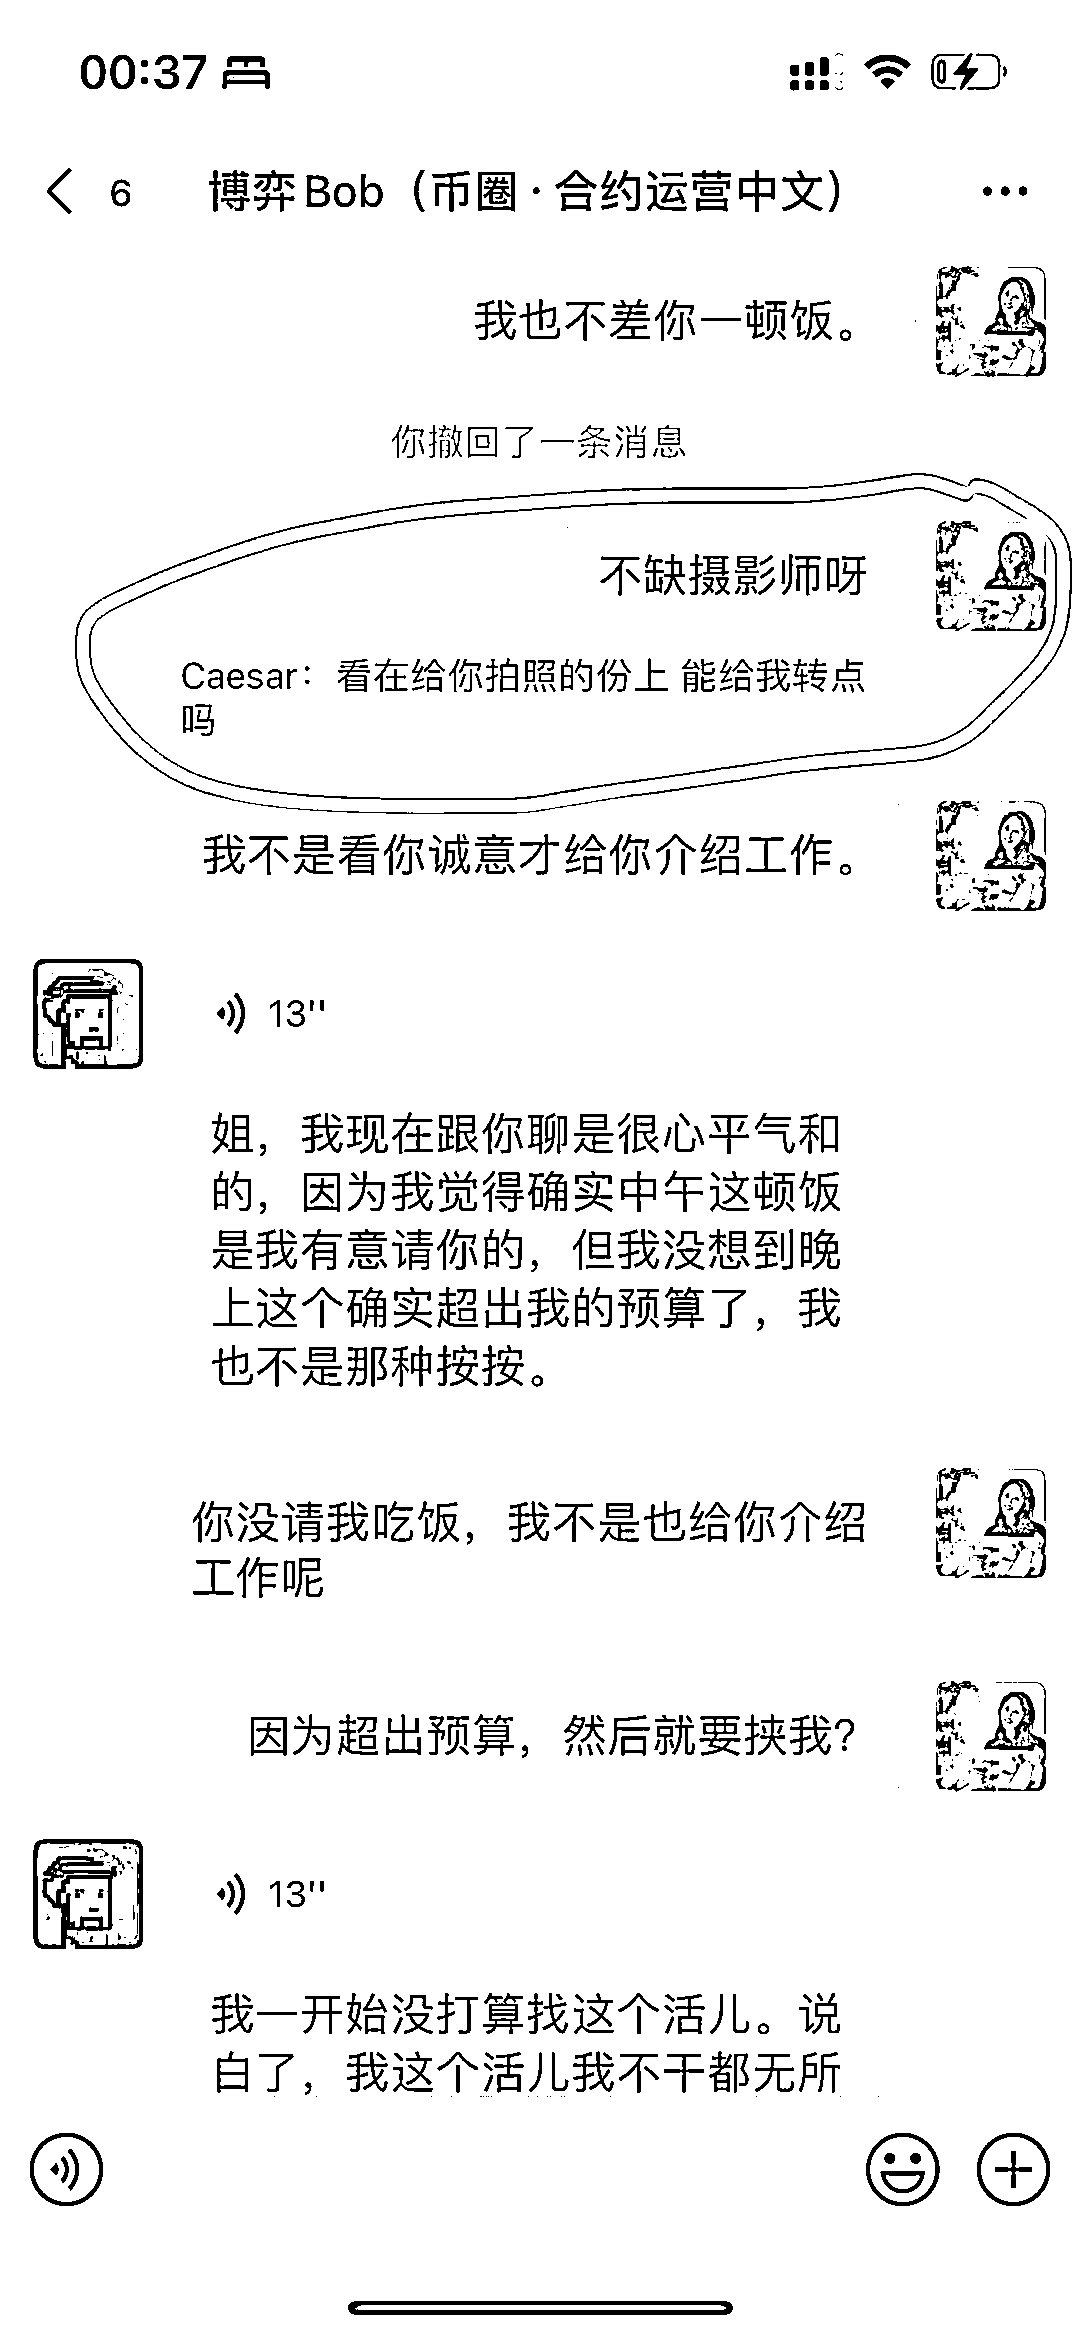 00:37
6
博弈Bob（币圈·合约运营中文）
我也不差你一顿饭。
你撤回了一条消息
不缺摄影师呀
Caesar：看在给你拍照的份上 能给我转点
吗
我不是看你诚意才给你介绍工作。
13"
姐，我现在跟你聊是很心平气和
的，因为我觉得确实中午这顿饭
是我有意请你的，但我没想到晚
上这个确实超出我的预算了，我
也不是那种按按。
你没请我吃饭，我不是也给你介绍
工作呢
因为超出预算，然后就要挟我?
13"
我一开始没打算找这个活儿。说
白了，我这个活儿我不干都无所